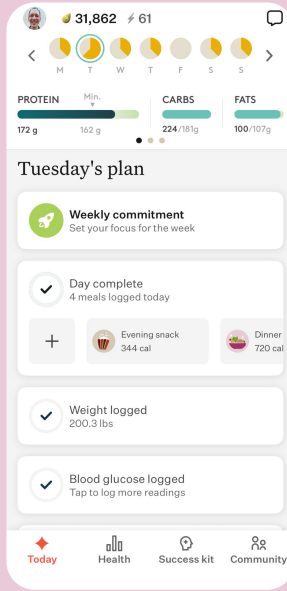 31,862 61
M T W T F S S
PROTEIN Min. CARBS FATS
172 g 162 g 224/181g 100/107g
Tuesday's plan
Weekly commitment
Set your focus for the week
Day complete
4 meals logged today
+ Evening snack Dinner
344 cal 720 cal
Weight logged
200.3 lbs
Blood glucose logged
Tap to log more readings
Today Health Success kit Community